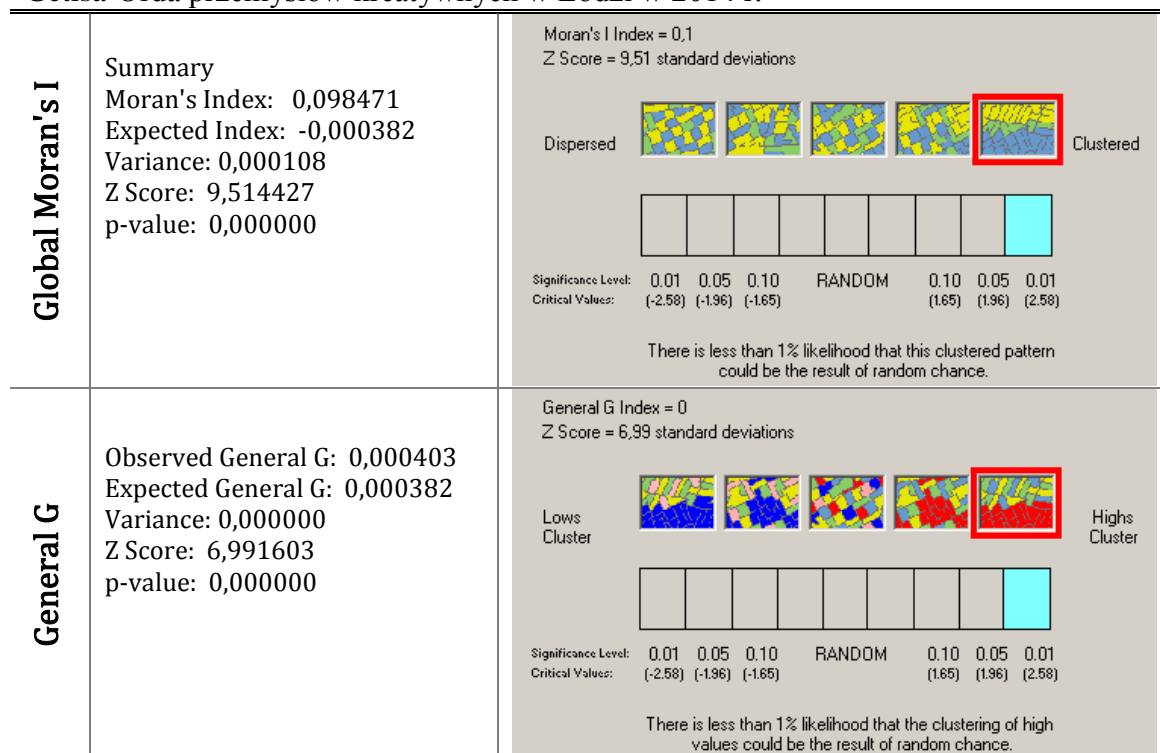 Getisa-Orda przemysłów kreatywnych w Łodzi w 2014 r.
Global Moran's I
Summary
Moran's Index: 0,098471
Expected Index: -0,000382
Variance: 0,000108
Z Score: 9,514427
p-value: 0,000000
Moran's I Index = 0,1
Z Score = 9,51 standard deviations
Dispersed
Clustered
Significance Level: 0.01 0.05 0.10 RANDOM 0.10 0.05 0.01
Critical Values: (-2.58) (-1.96) (-1.65) (1.65) (1.96) (2.58)
There is less than 1% likelihood that this clustered pattern
could be the result of random chance.
General G
Observed General G: 0,000403
Expected General G: 0,000382
Variance: 0,000000
Z Score: 6,991603
p-value: 0,000000
General G Index = 0
Z Score = 6,99 standard deviations
Lows
Cluster
Highs
Cluster
Significance Level: 0.01 0.05 0.10 RANDOM 0.10 0.05 0.01
Critical Values: (-2.58) (-1.96) (-1.65) (1.65) (1.96) (2.58)
There is less than 1% likelihood that the clustering of high
values could be the result of random chance.